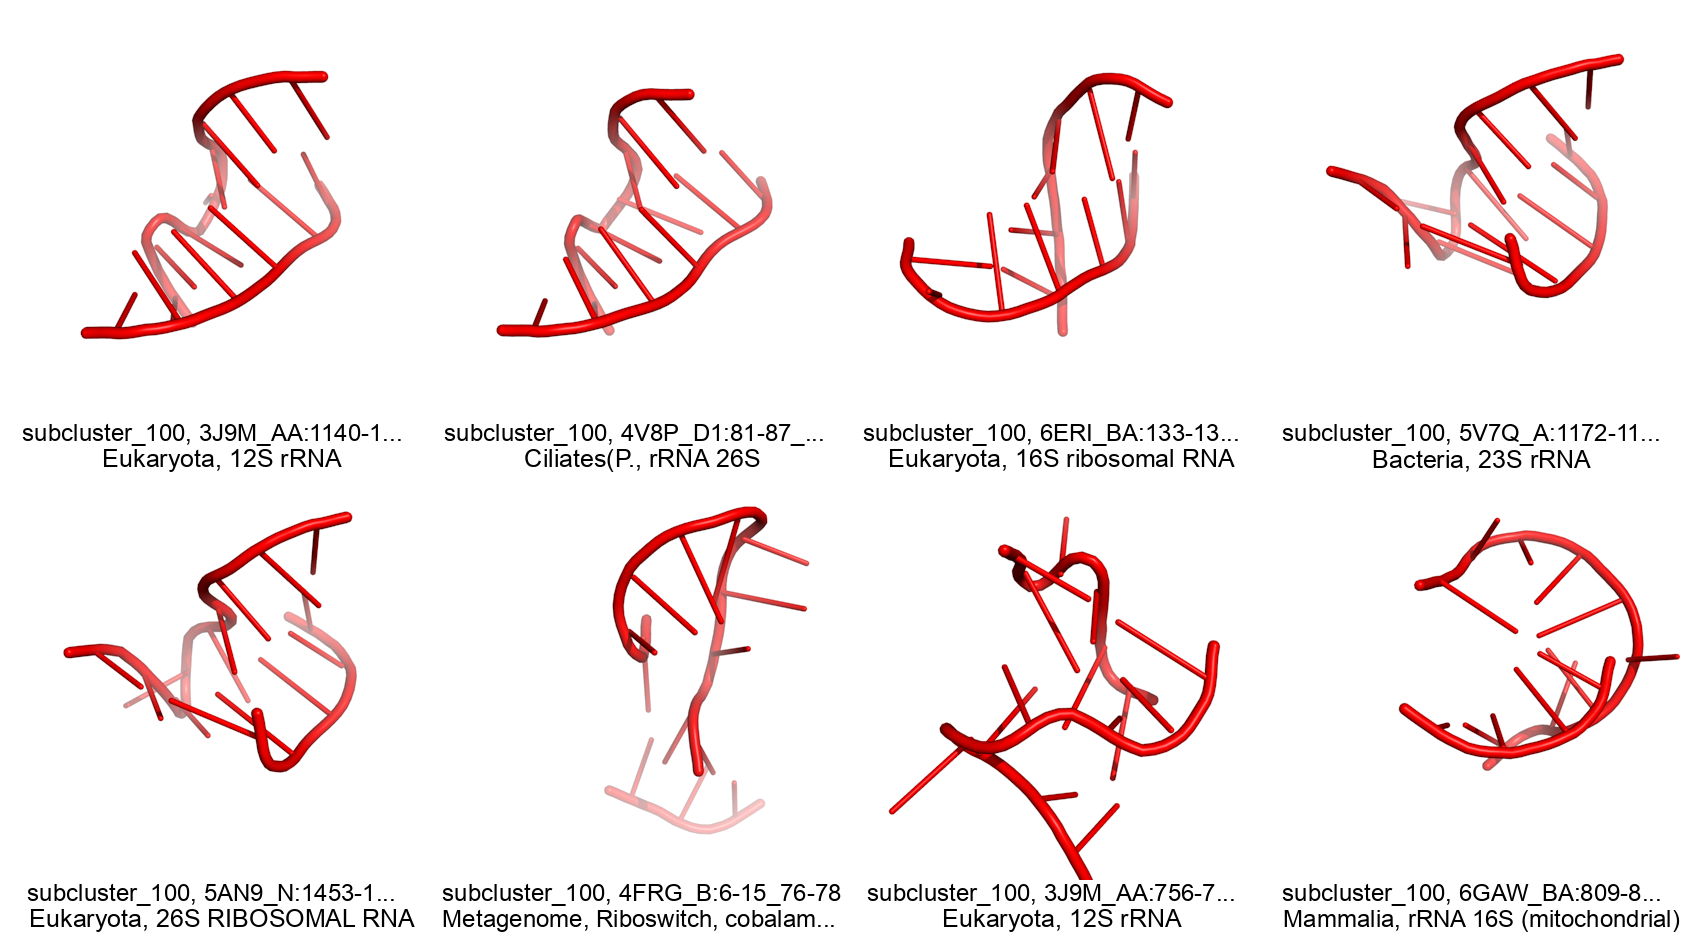 subcluster_100, 3J9M_AA:1140-1...
Eukaryota, 12S rRNA
subcluster_100, 4V8P_D1:81-87_...
Ciliates(P., rRNA 26S
subcluster_100, 6ERI_BA:133-13...
Eukaryota, 16S ribosomal RNA
subcluster_100, 5V7Q_A:1172-11...
Bacteria, 23S rRNA
subcluster_100, 5AN9_N:1453-1...
Eukaryota, 26S RIBOSOMAL RNA
subcluster_100, 4FRG_B:6-15_76-78
Metagenome, Riboswitch, cobalam...
subcluster_100, 3J9M_AA:756-7...
Eukaryota, 12S rRNA
subcluster_100, 6GAW_BA:809-8...
Mammalia, rRNA 16S (mitochondrial)